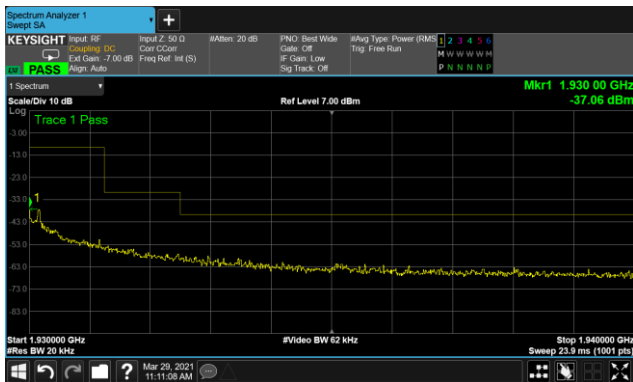 Spectrum Analyzer 1
Swept SA
KEYSIGHT Input: RF Input Z: 50 Ω #Atten: 20 dB PNO: Best Wide #Avg Type: Power (RMS 1 2 3 4 5 6
Coupling: DC Corr CCorr Gate: Off Trig: Free Run M W W W W M
Ext Gain: -7.00 dB Freq Ref: Int (S) IF Gain: Low
PASS Align: Auto Sig Track: Off P N N N N P
1 Spectrum Mkr1 1.930 00 GHz
Scale/Div 10 dB Ref Level 7.00 dBm -37.06 dBm
Log
Trace 1 Pass
-3.00
-13.0
-23.0
-33.0
1
-43.0
-53.0
-63.0
-73.0
-83.0
Start 1.930000 GHz #Video BW 62 kHz Stop 1.940000 GHz
#Res BW 20 kHz Sweep 23.9 ms (1001 pts)
? Mar 29, 2021
11:11:08 AM